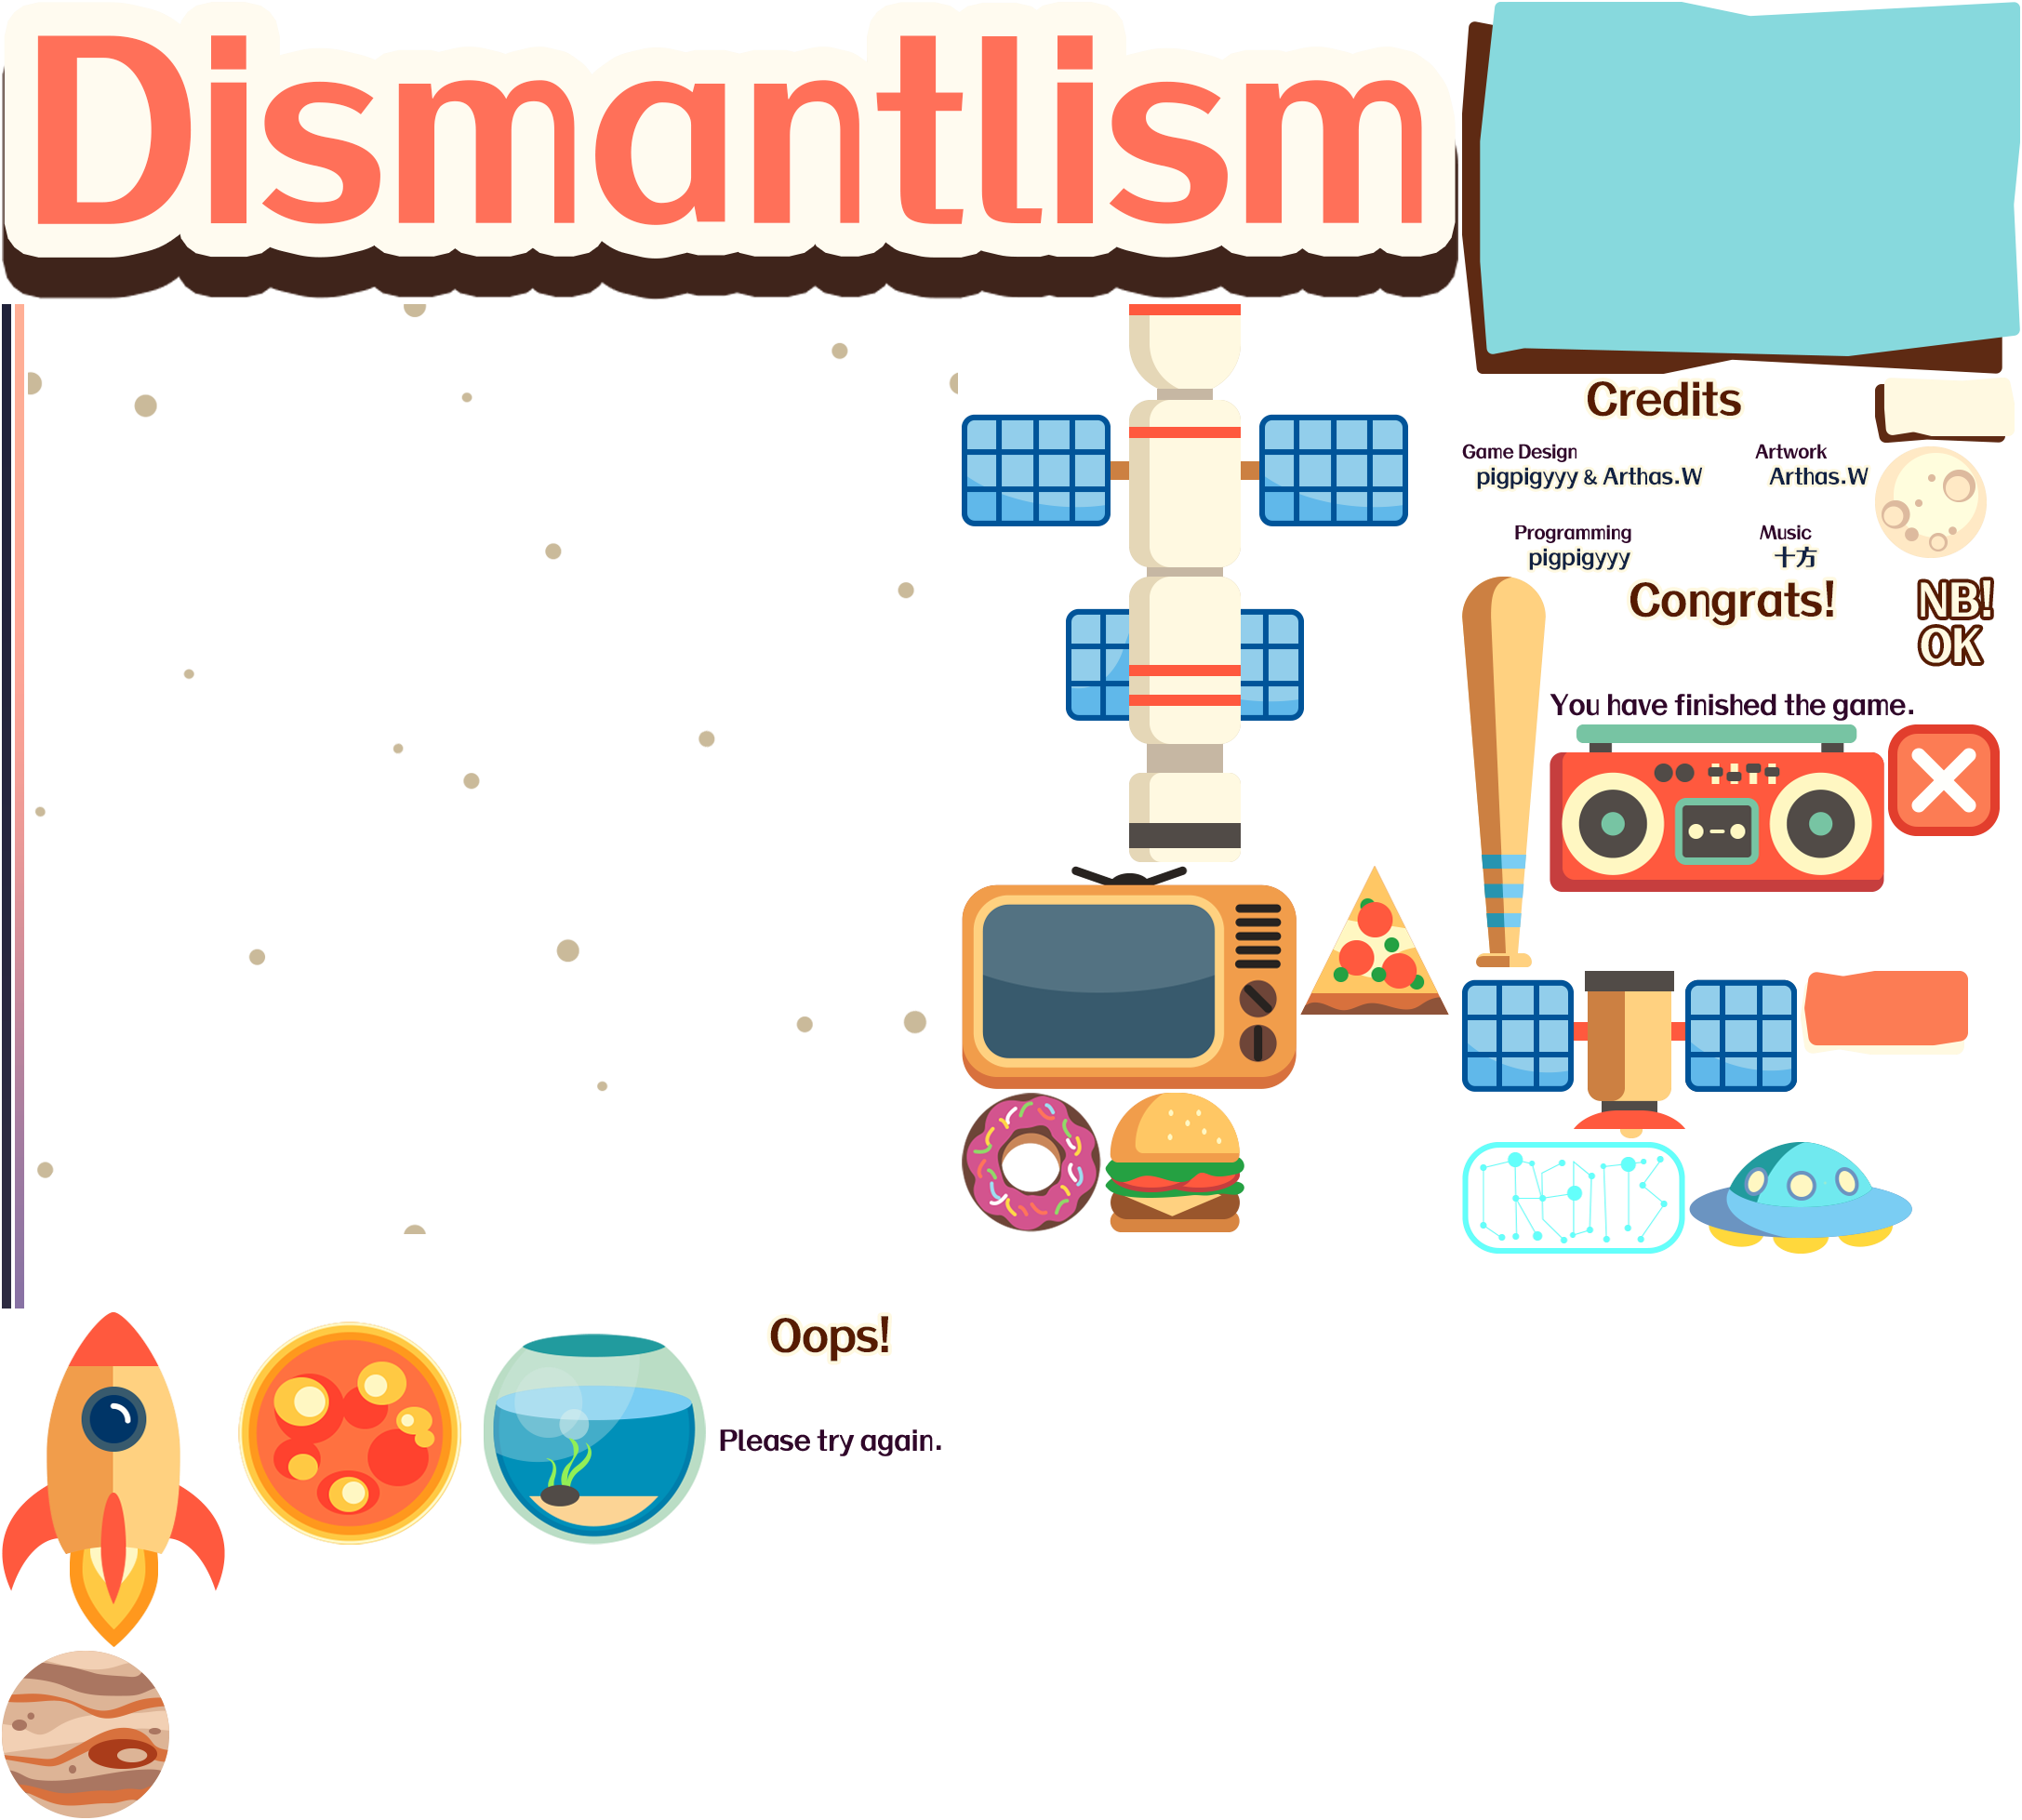 Dismantlism
Credits
Game Design
pigpigyyy & Arthas.W
Artwork
Arthas.W
Programming
pigpigyyy
Music
十方
Congrats!
NB!
OK
You have finished the game.
Oops!
Please try again.